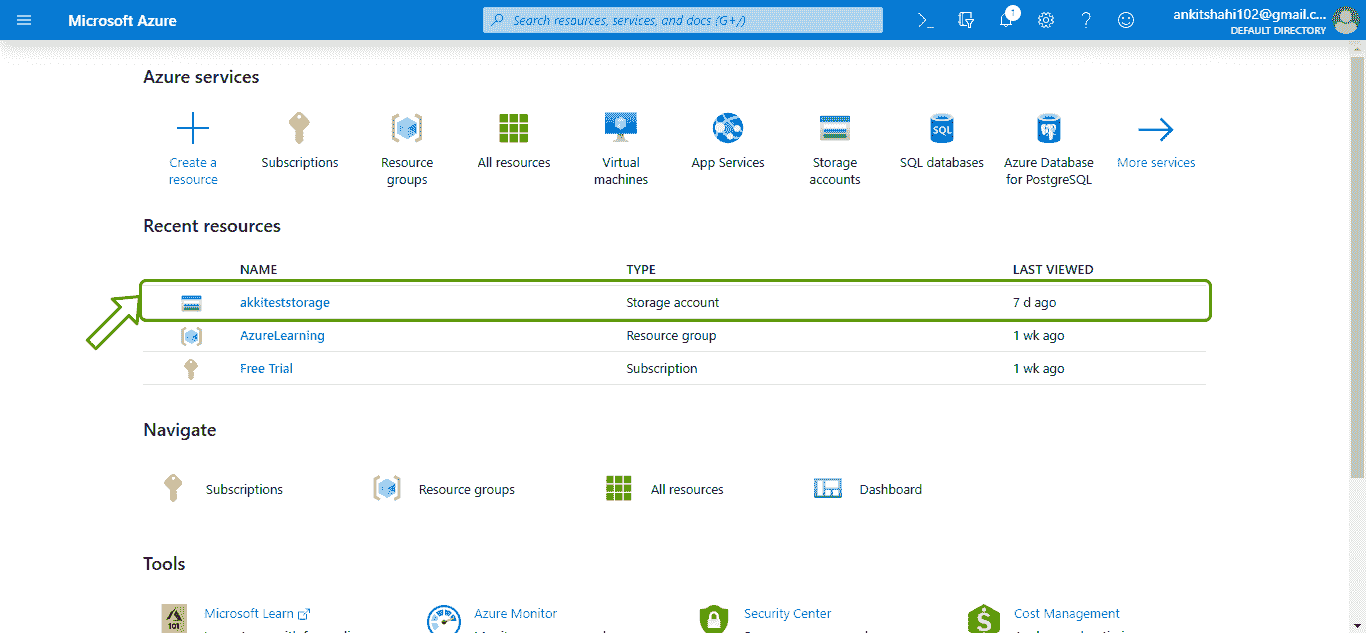 Microsoft Azure
Search resources, services, and docs (G+/)
1
ankitshahi102@gmail.c...
DEFAULT DIRECTORY
Azure services
Create a
resource
Subscriptions
Resource
groups
All resources
Virtual
machines
App Services
Storage
accounts
SQL
SQL databases
Azure Database
for PostgreSQL
More services
Recent resources
NAME TYPE LAST VIEWED
akkiteststorage Storage account 7 d ago
AzureLearning Resource group 1 wk ago
Free Trial Subscription 1 wk ago
Navigate
Subscriptions Resource groups All resources Dashboard
Tools
101
Microsoft Learn Azure Monitor Security Center Cost Management